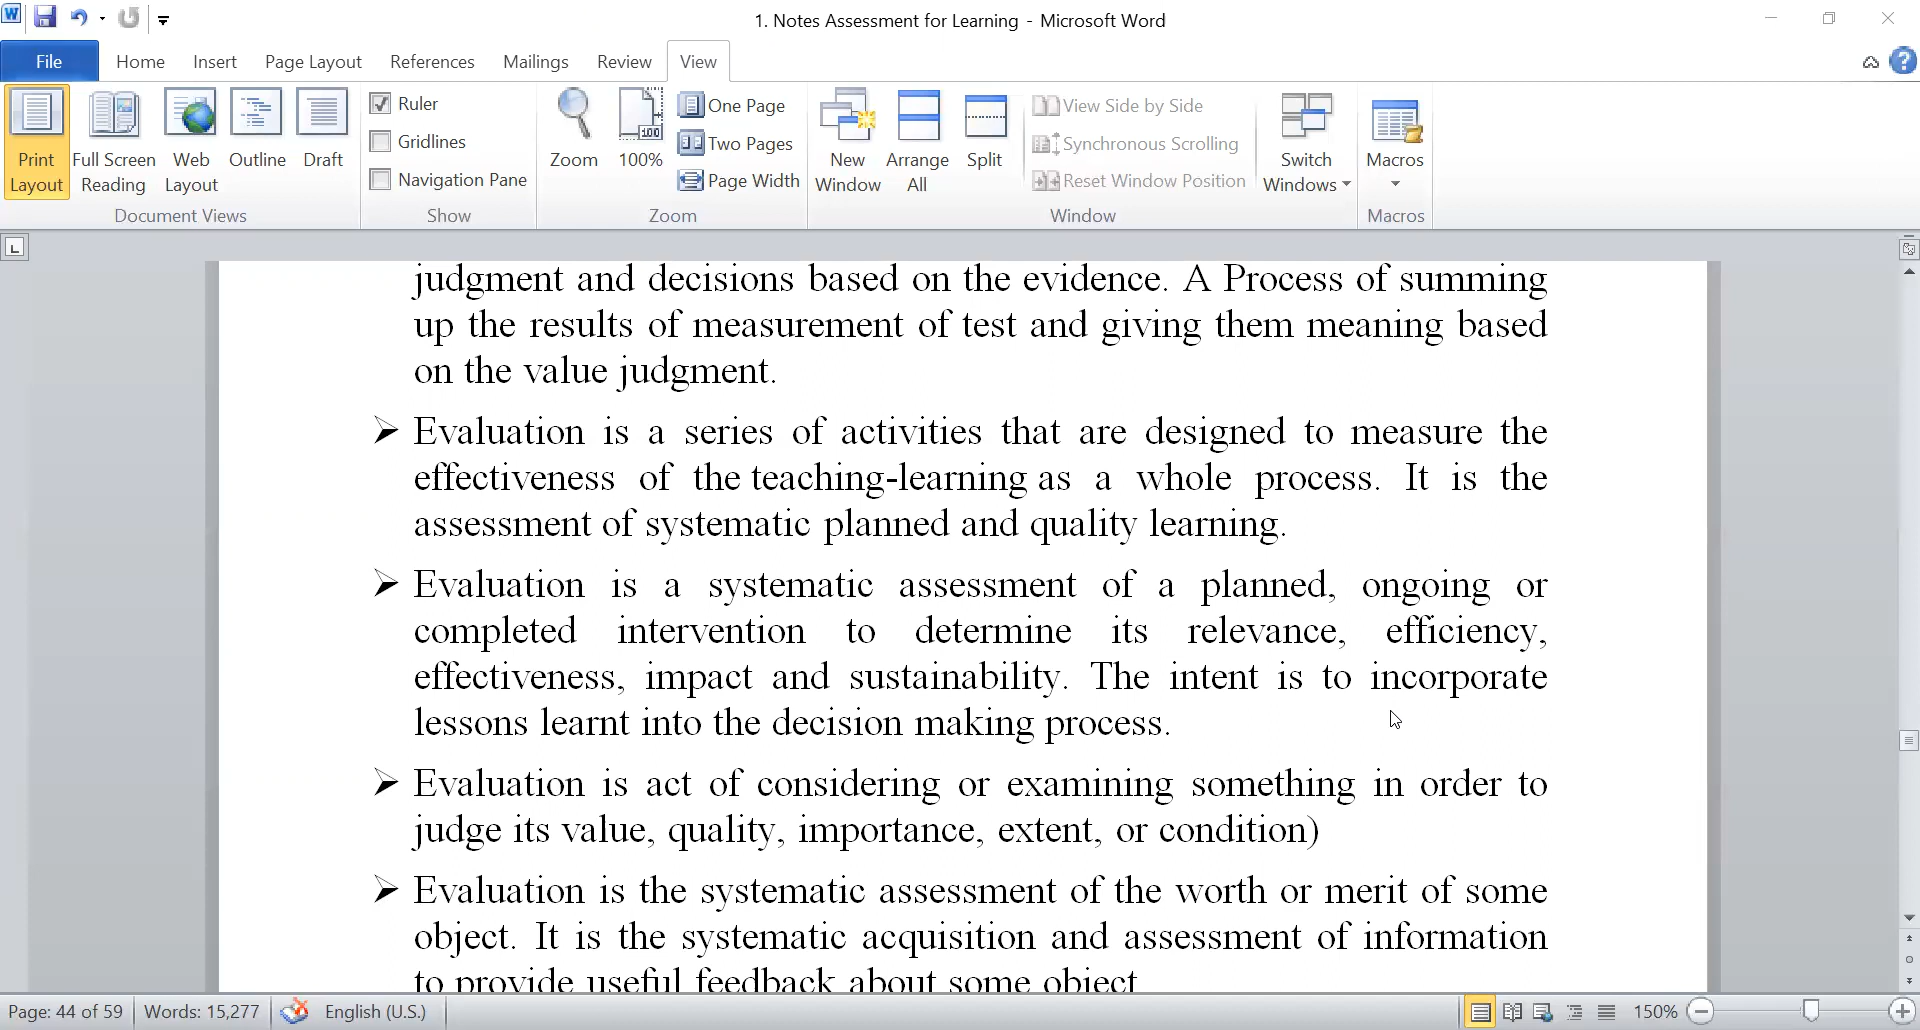 1. Notes Assessment for Learning - Microsoft Word
File Home Insert Page Layout References Mailings Review View
Print Layout
Full Screen Reading
Web Layout
Outline
Draft
Document Views
Ruler
Gridlines
Navigation Pane
Show
Zoom
100%
One Page
Two Pages
Page Width
Zoom
New Window
Arrange All
Split
View Side by Side
Synchronous Scrolling
Reset Window Position
Switch Windows
Window
Macros
Macros
judgment and decisions based on the evidence. A Process of summing
up the results of measurement of test and giving them meaning based
on the value judgment.
➢ Evaluation is a series of activities that are designed to measure the
effectiveness of the teaching-learning as a whole process. It is the
assessment of systematic planned and quality learning.
➢ Evaluation is a systematic assessment of a planned, ongoing or
completed intervention to determine its relevance, efficiency,
effectiveness, impact and sustainability. The intent is to incorporate
lessons learnt into the decision making process.
➢ Evaluation is act of considering or examining something in order to
judge its value, quality, importance, extent, or condition)
➢ Evaluation is the systematic assessment of the worth or merit of some
object. It is the systematic acquisition and assessment of information
to provide useful feedback about some object
Page: 44 of 59 Words: 15,277 English (U.S.) 150%